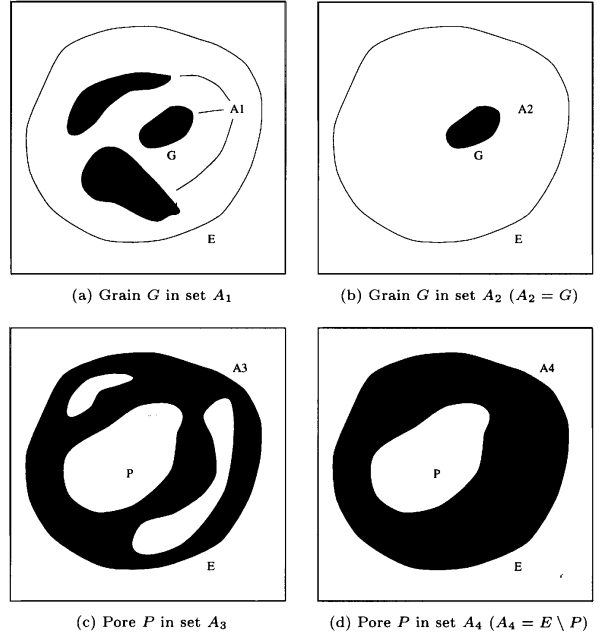 A1
G
E
A2
G
E
(a) Grain G in set A₁
(b) Grain G in set A₂ (A₂ = G)
A3
P
E
A4
P
E
(c) Pore P in set A₃
(d) Pore P in set A₄ (A₄ = E \ P)